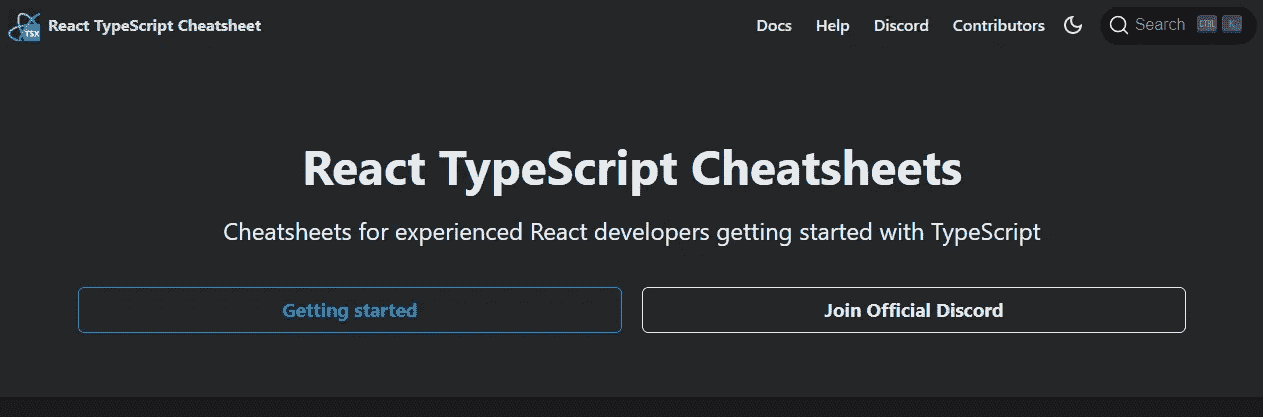 TSX React TypeScript Cheatsheet Docs Help Discord Contributors Search CTRL K
React TypeScript Cheatsheets
Cheatsheets for experienced React developers getting started with TypeScript
Getting started Join Official Discord